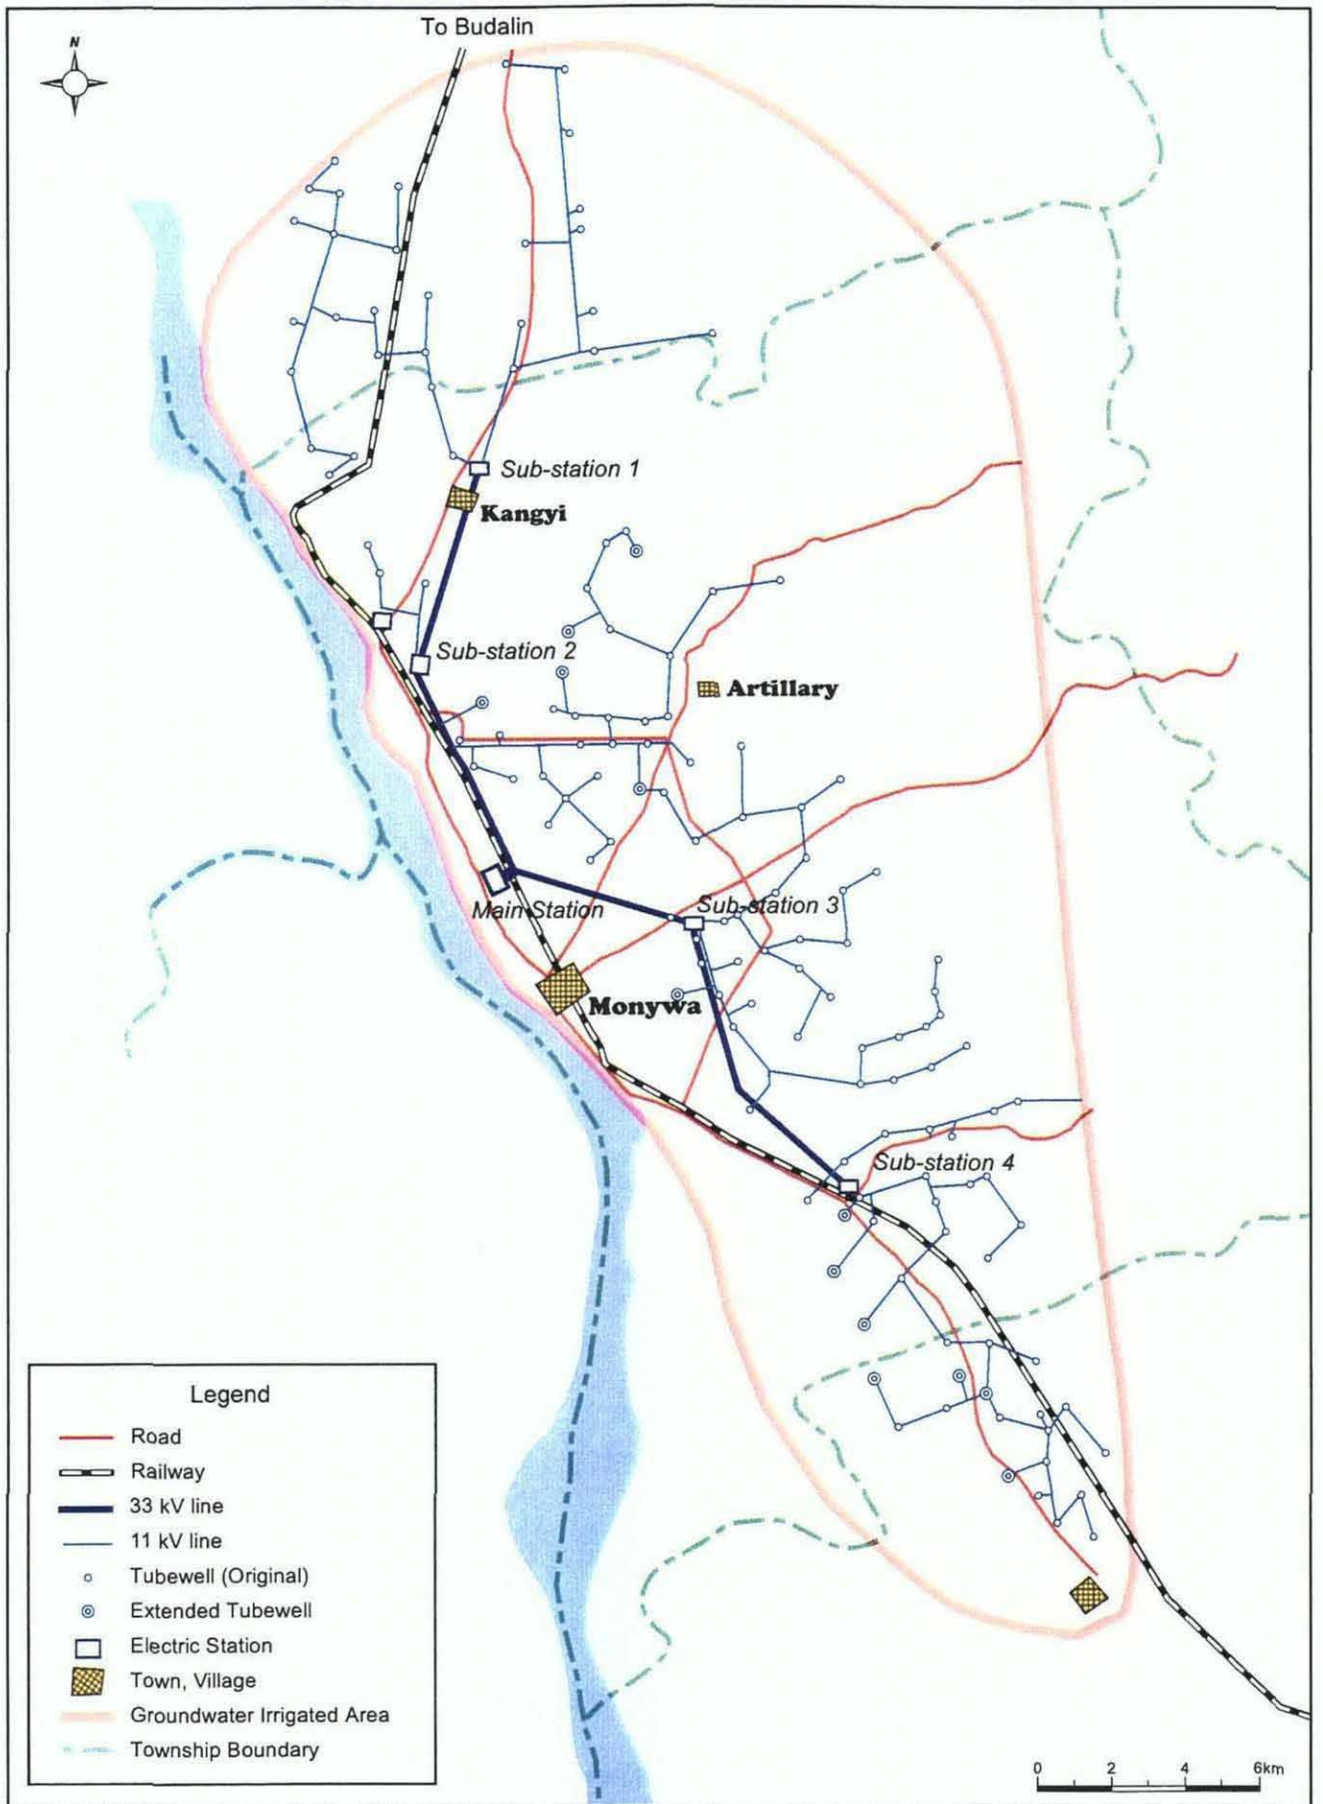 To Budalin
N
Sub-station 1
Kangyi
Sub-station 2
Artillary
Sub-station 3
Main Station
Monywa
Sub-station 4
Legend
Road
Railway
33 kV line
11 kV line
Tubewell (Original)
Extended Tubewell
Electric Station
Town, Village
Groundwater Irrigated Area
Township Boundary
0 2 4 6km